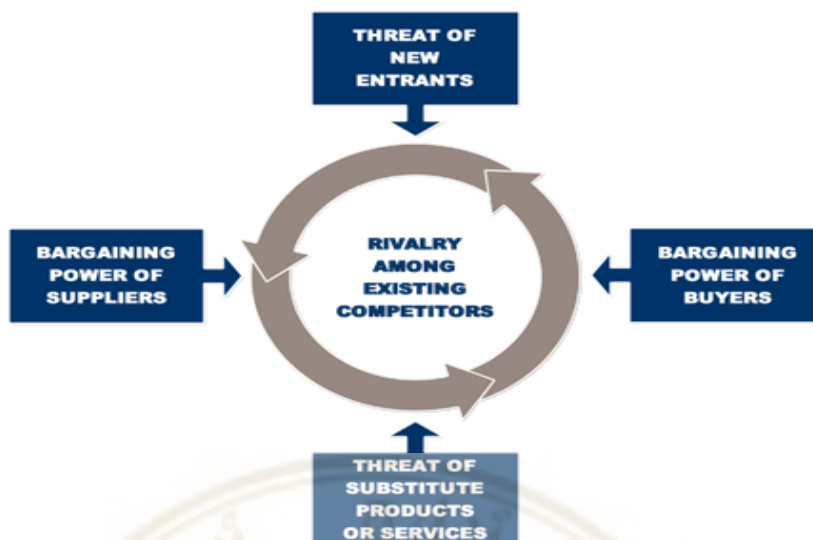 THREAT OF
NEW
ENTRANTS
BARGAINING
POWER OF
SUPPLIERS
RIVALRY
AMONG
EXISTING
COMPETITORS
BARGAINING
POWER OF
BUYERS
THREAT OF
SUBSTITUTE
PRODUCTS
OR SERVICES